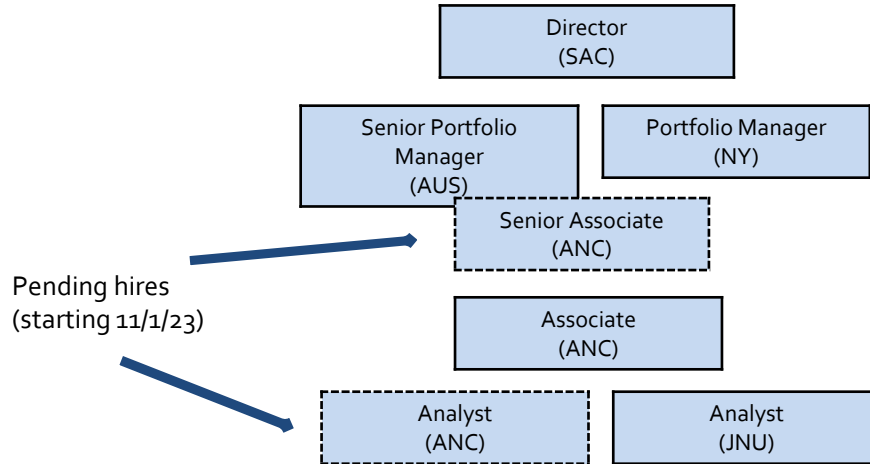 Director
(SAC)
Senior Portfolio
Manager
(AUS)
Portfolio Manager
(NY)
Senior Associate
(ANC)
Pending hires
(starting 11/1/23)
Associate
(ANC)
Analyst
(ANC)
Analyst
(JNU)